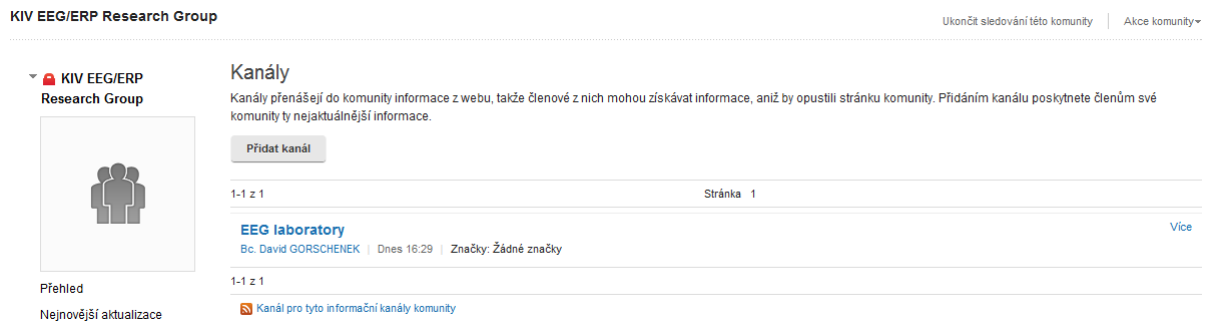 KIV EEG/ERP Research Group
Ukončit sledování této komunity
Akce komunity
KIV EEG/ERP
Research Group
Přehled
Nejnovější aktualizace
Kanály
Kanály přenášejí do komunity informace z webu, takže členové z nich mohou získávat informace, aniž by opustili stránku komunity. Přidáním kanálu poskytnete členům své
komunity ty nejaktuálnější informace.
Přidat kanál
1-1 z 1 Stránka 1
EEG laboratory Více
Bc. David GORSCHENEK | Dnes 16:29 | Značky: Žádné značky
1-1 z 1
Kanál pro tyto informační kanály komunity